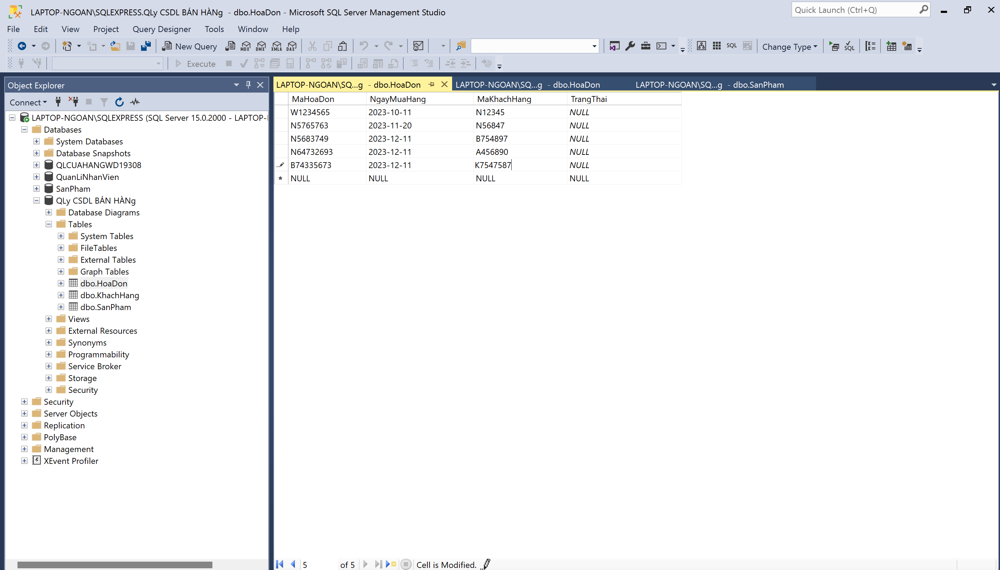 LAPTOP-NGOAN\SQLEXPRESS.QLy CSDL BÁN HÀNg - dbo.HoaDon - Microsoft SQL Server Management Studio
Quick Launch (Ctrl+Q)
File Edit View Project Query Designer Tools Window Help
New Query MDX DMX XMLA DAX SQL Change Type SQL
Execute
Object Explorer
LAPTOP-NGOAN\SQ...g - dbo.HoaDon LAPTOP-NGOAN\SQ...g - dbo.HoaDon LAPTOP-NGOAN\SQ...g - dbo.SanPham
Connect
LAPTOP-NGOAN\SQLEXPRESS (SQL Server 15.0.2000 - LAPTOP-
Databases
System Databases
Database Snapshots
QLCUAHANGWD19308
QuanLiNhanVien
SanPham
QLy CSDL BÁN HÀNg
Database Diagrams
Tables
System Tables
FileTables
External Tables
Graph Tables
dbo.HoaDon
dbo.KhachHang
dbo.SanPham
Views
External Resources
Synonyms
Programmability
Service Broker
Storage
Security
Security
Server Objects
Replication
PolyBase
Management
XEvent Profiler
MaHoaDon NgayMuaHang MaKhachHang TrangThai
W1234565 2023-10-11 N12345 NULL
N5765763 2023-11-20 N56847 NULL
N5683749 2023-12-11 B754897 NULL
N64732693 2023-12-11 A456890 NULL
B74335673 2023-12-11 K7547587 NULL
* NULL NULL NULL NULL
5 of 5 Cell is Modified.